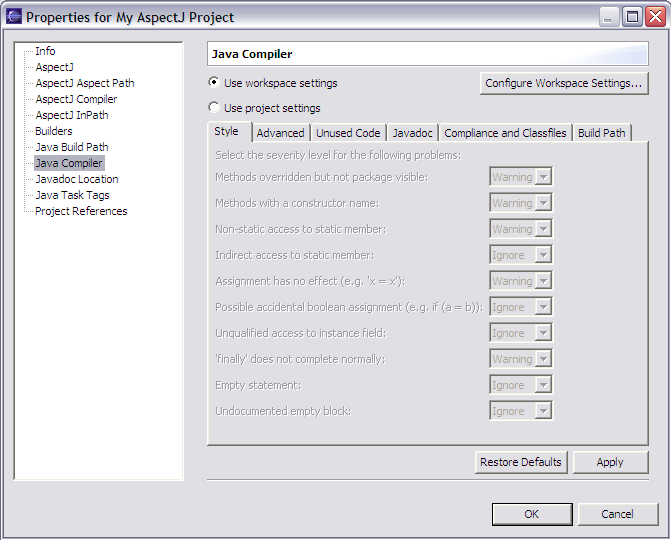 Properties for My AspectJ Project
Info
AspectJ
AspectJ Aspect Path
AspectJ Compiler
AspectJ InPath
Builders
Java Build Path
Java Compiler
Javadoc Location
Java Task Tags
Project References
Java Compiler
Use workspace settings
Configure Workspace Settings...
Use project settings
Style Advanced Unused Code Javadoc Compliance and Classfiles Build Path
Select the severity level for the following problems:
Methods overridden but not package visible: Warning
Methods with a constructor name: Warning
Non-static access to static member: Warning
Indirect access to static member: Ignore
Assignment has no effect (e.g. 'x = x'): Warning
Possible accidental boolean assignment (e.g. if (a = b)): Ignore
Unqualified access to instance field: Ignore
'finally' does not complete normally: Warning
Empty statement: Ignore
Undocumented empty block: Ignore
Restore Defaults Apply
OK Cancel